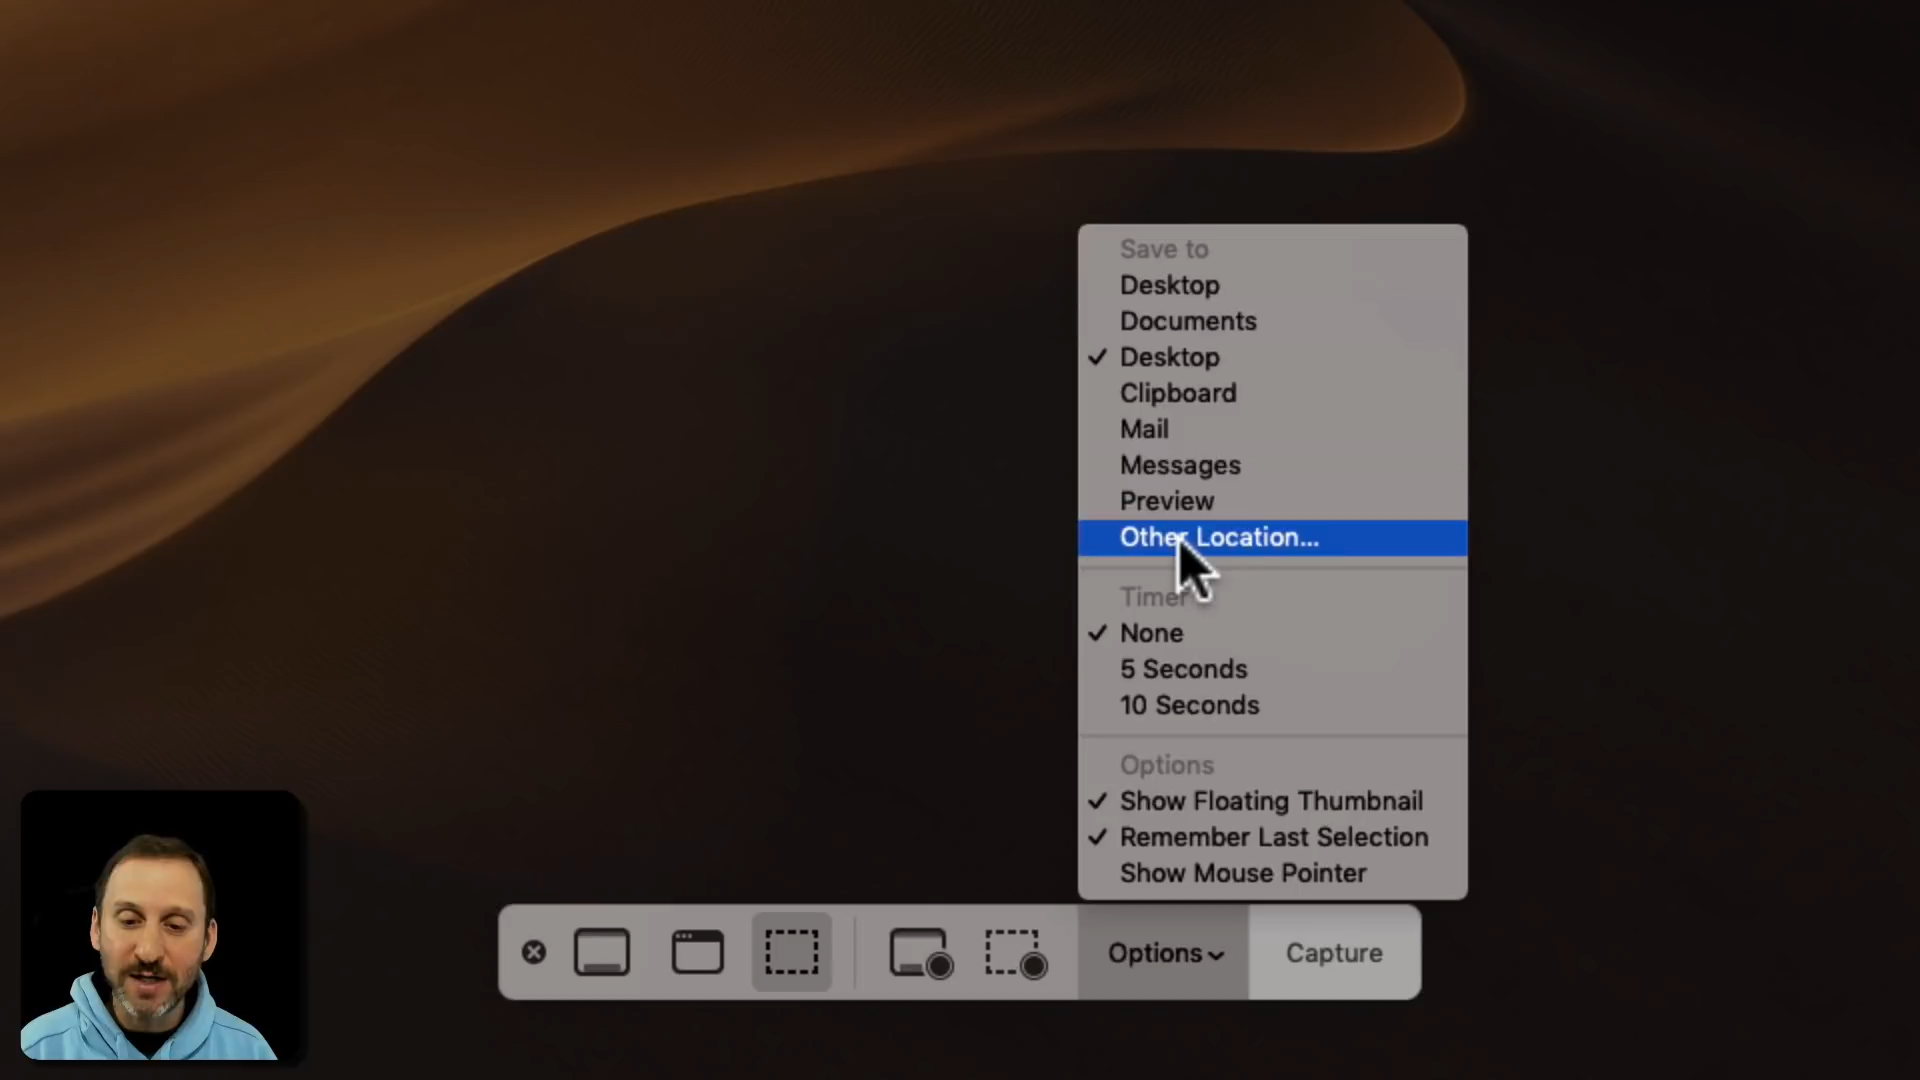 Save to
Desktop
Documents
Desktop
Clipboard
Mail
Messages
Preview
Other Location...
Timer
None
5 Seconds
10 Seconds
Options
Show Floating Thumbnail
Remember Last Selection
Show Mouse Pointer
Options
Capture